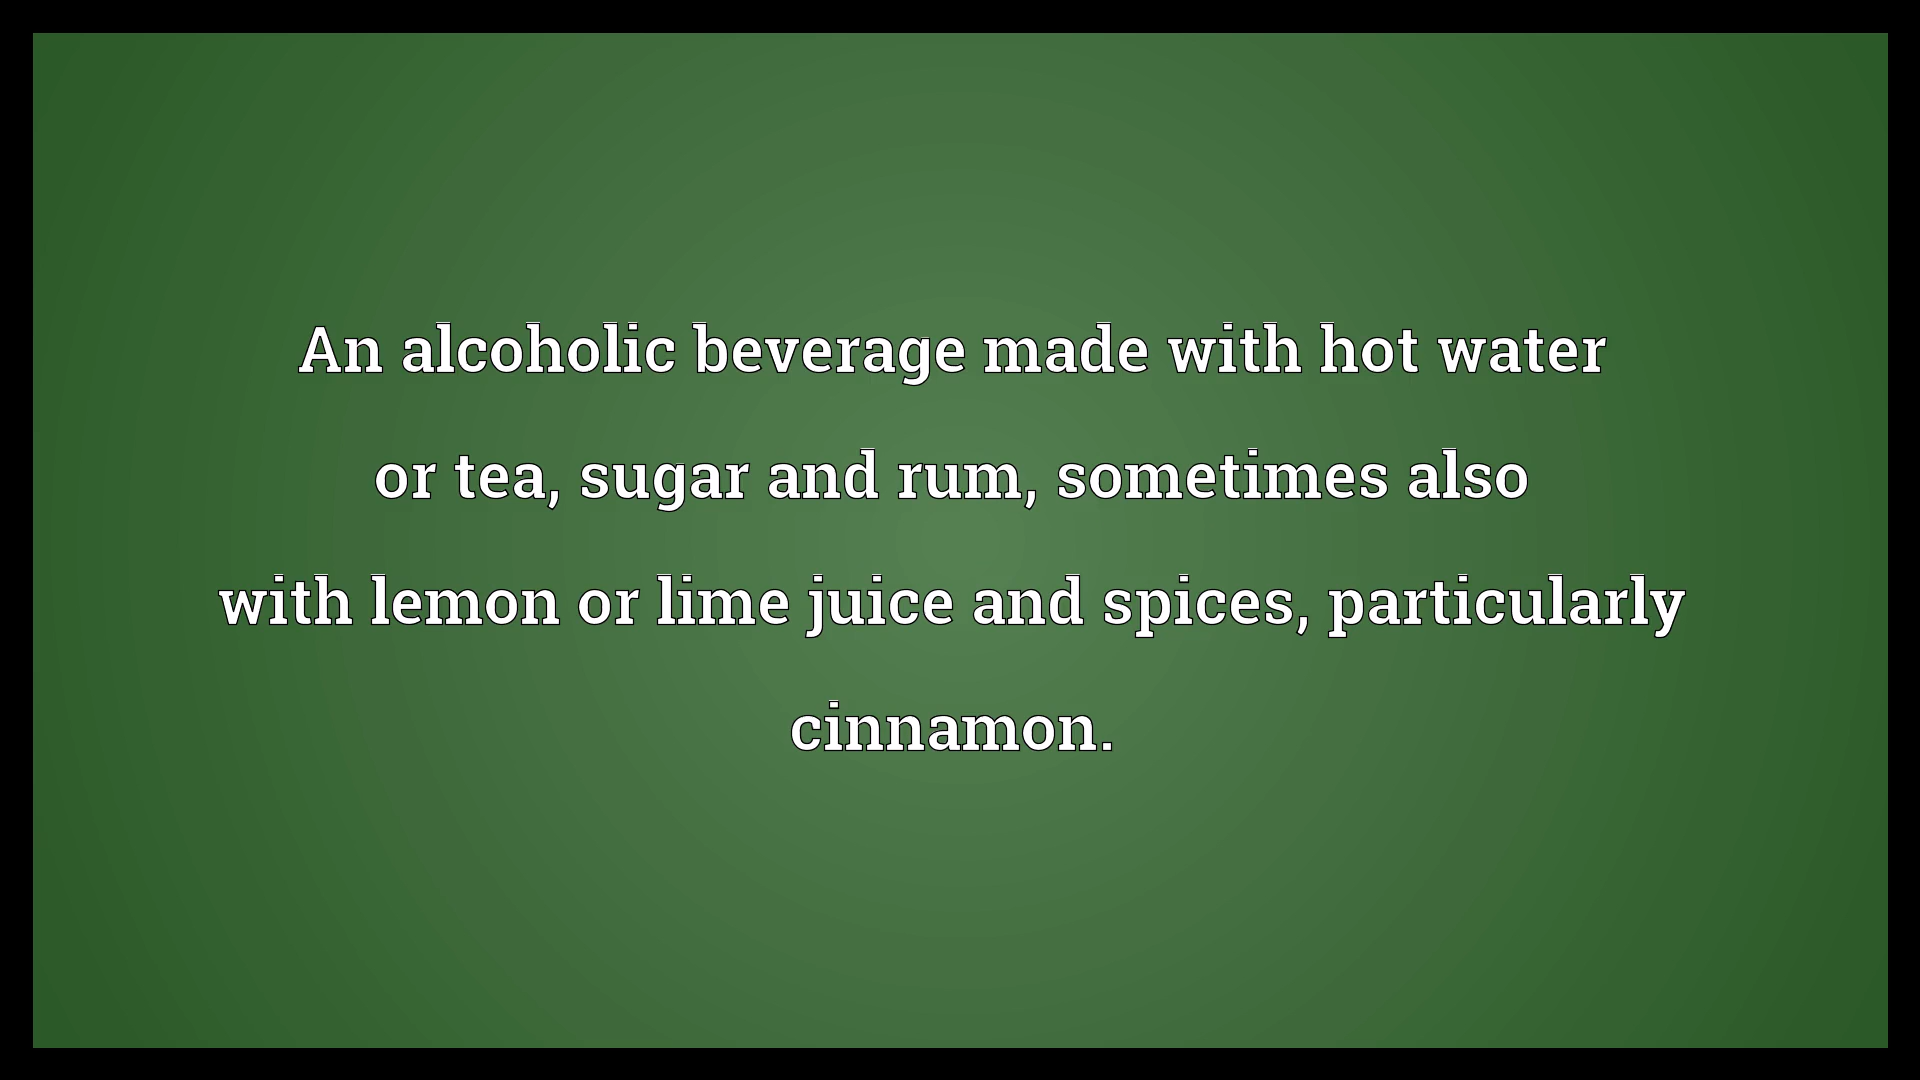 An alcoholic beverage made with hot water
or tea, sugar and rum, sometimes also
with lemon or lime juice and spices, particularly
cinnamon.